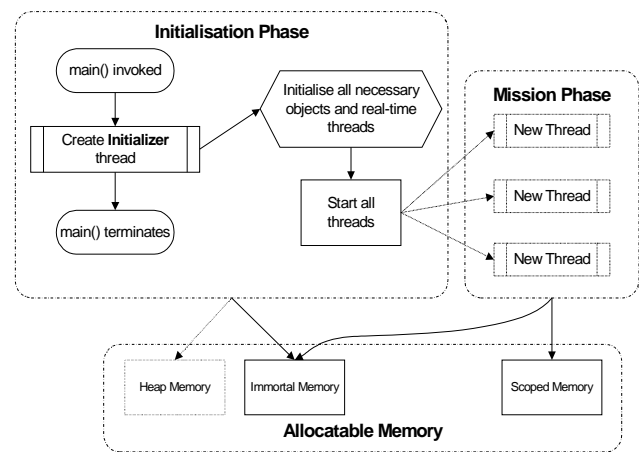 Initialisation Phase
main() invoked
Create Initializer
thread
main() terminates
Initialise all necessary
objects and real-time
threads
Start all
threads
Mission Phase
New Thread
New Thread
New Thread
Heap Memory
Immortal Memory
Scoped Memory
Allocatable Memory